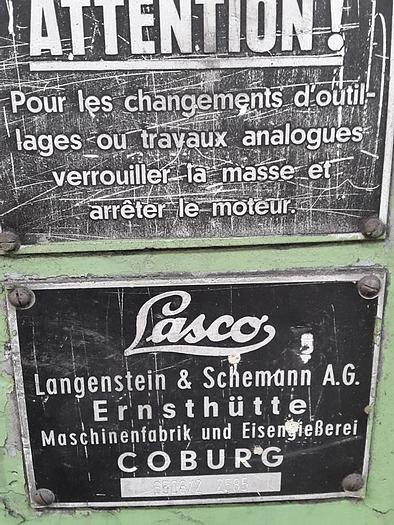 ATTENTION!
Pour les changements d'outil-
lages ou travaux analogues
verrouiller la masse et
arrêter le moteur.
Lasco
Langenstein & Schemann A.G.
Ernsthütte
Maschinenfabrik und Eisengießerei
COBURG